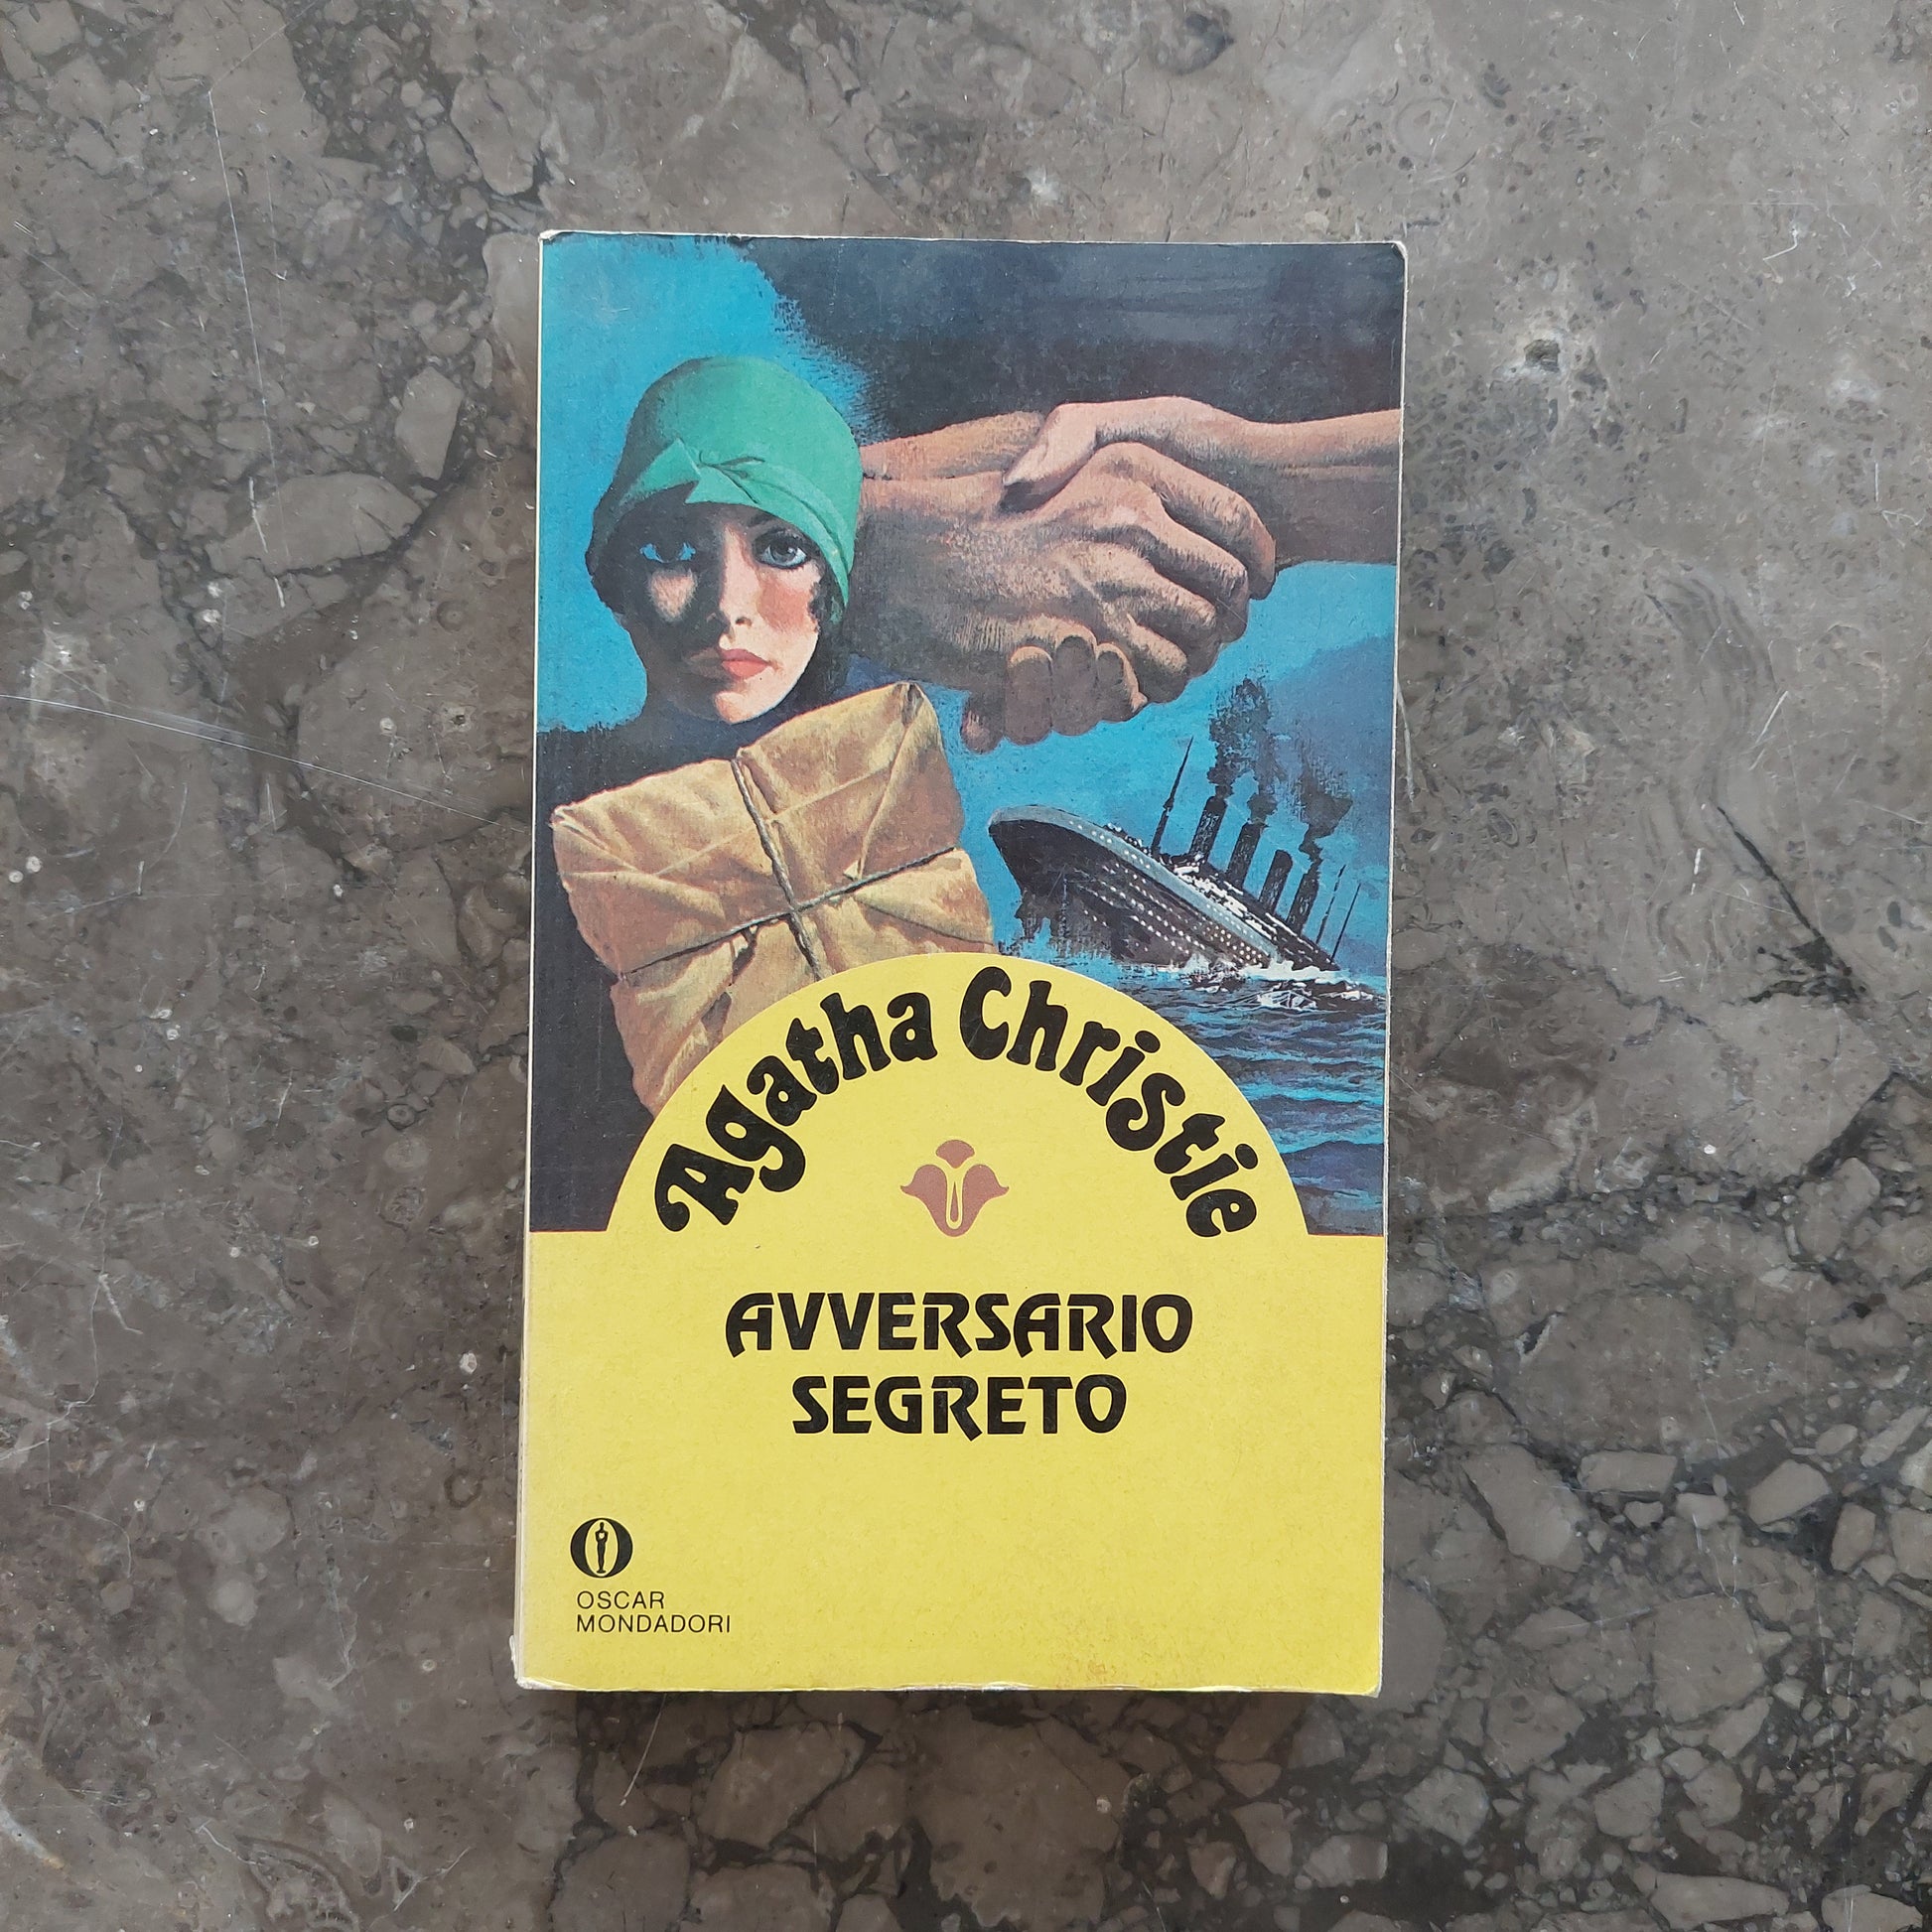 Agatha Christie
AVVERSARIO
SEGRETO
OSCAR
MONDADORI